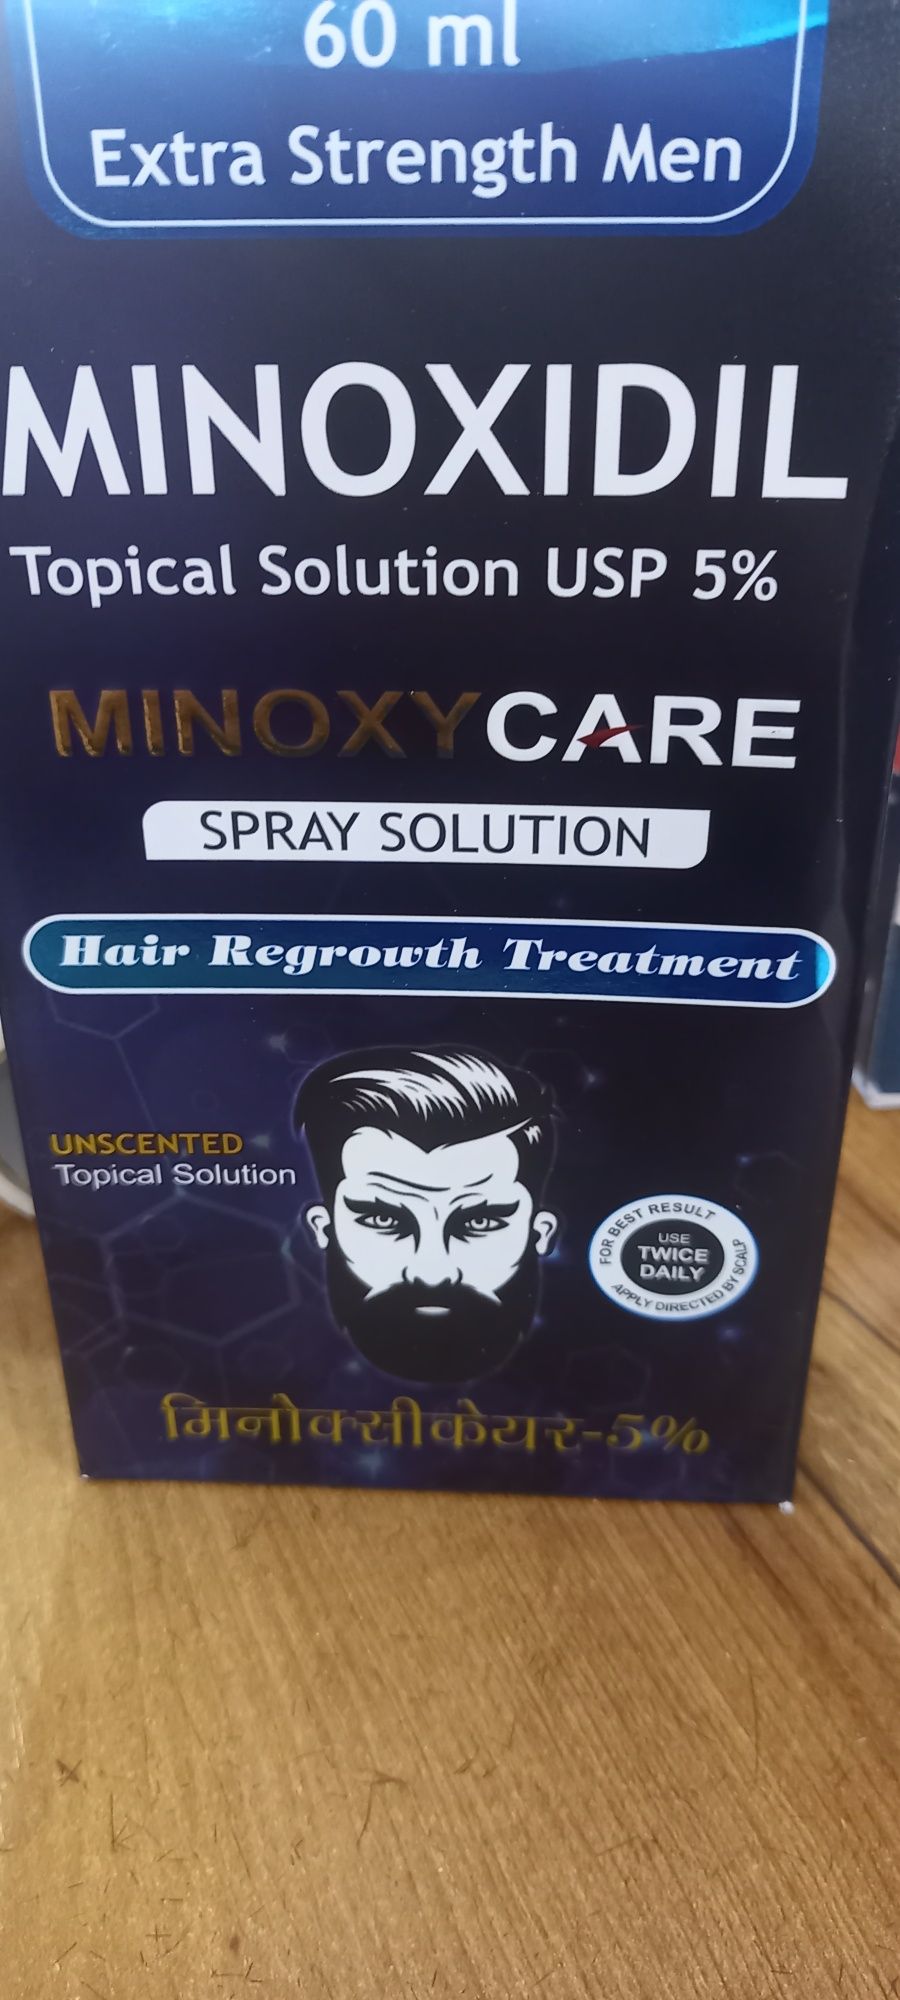 60 ml
Extra Strength Men
MINOXIDIL
Topical Solution USP 5%
MINOXYCARE
SPRAY SOLUTION
Hair Regrowth Treatment
UNSCENTED
Topical Solution
FOR BEST RESULT
USE
TWICE
DAILY
APPLY DIRECTED BY SCALP
मिनोक्सीकेयर-5%